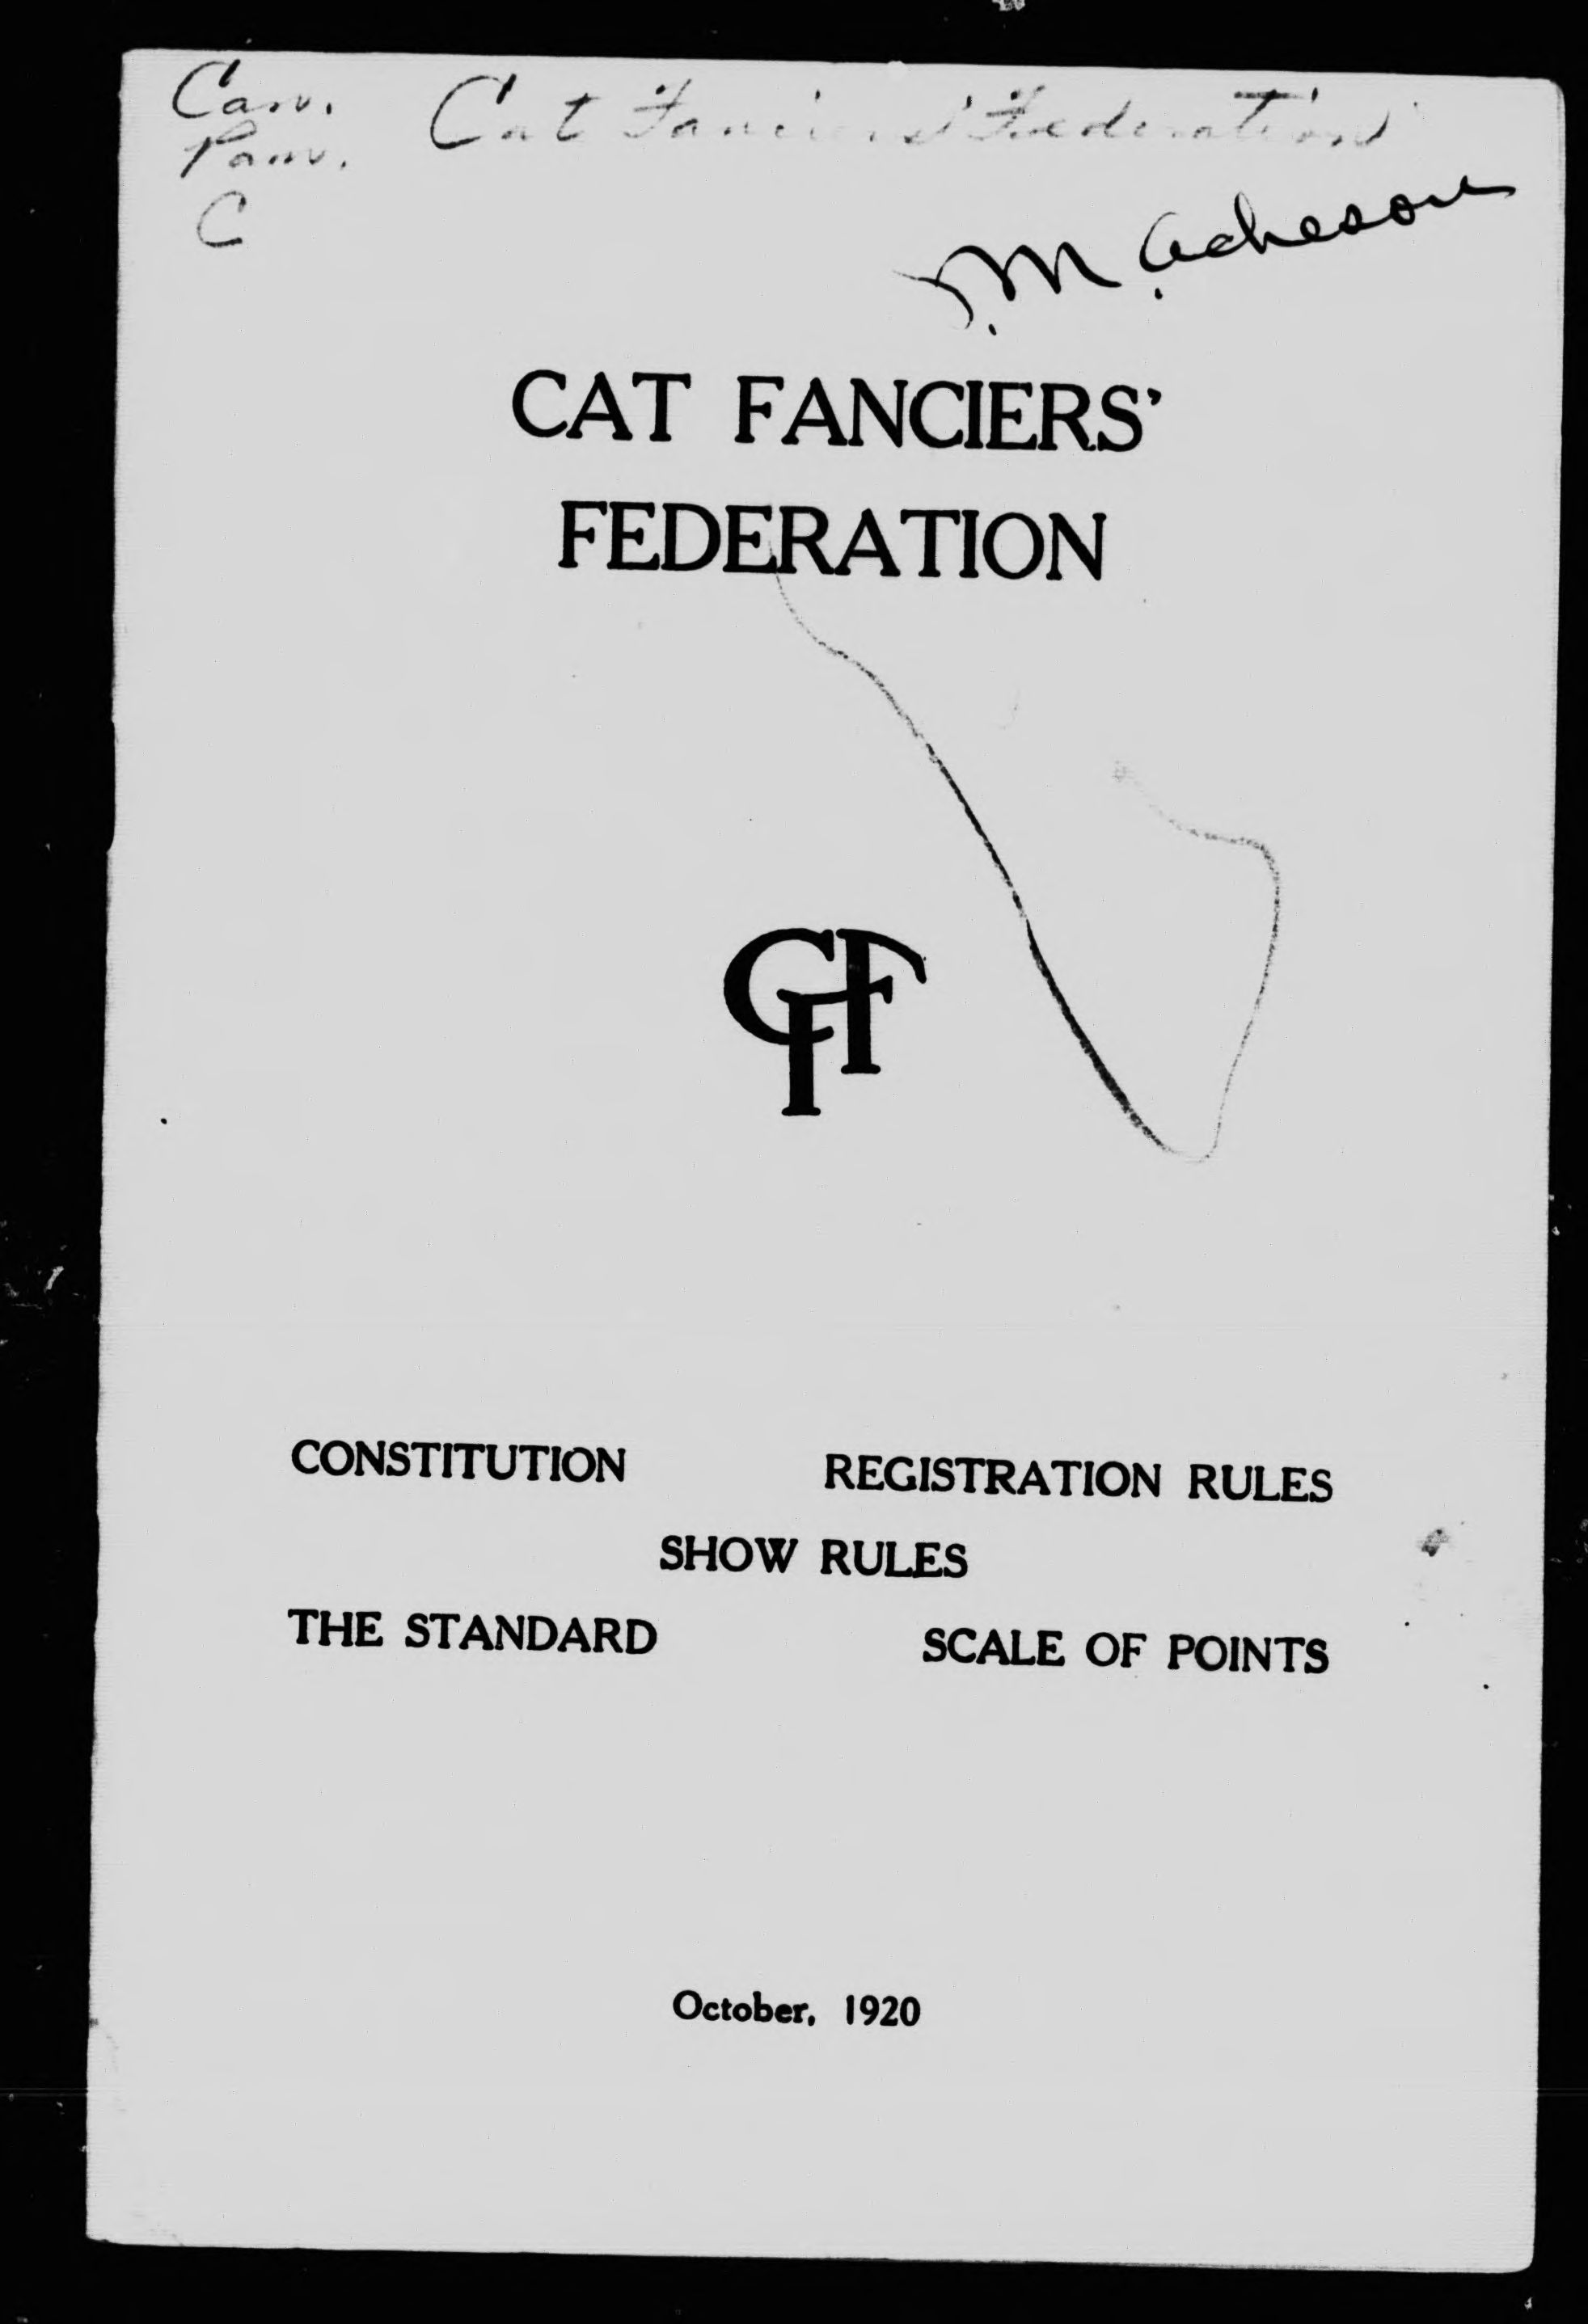 Can. Cat Fanciers' Federation
Pam.
C
M. Acheson
CAT FANCIERS'
FEDERATION
CFF
CONSTITUTION REGISTRATION RULES
SHOW RULES
THE STANDARD SCALE OF POINTS
October, 1920